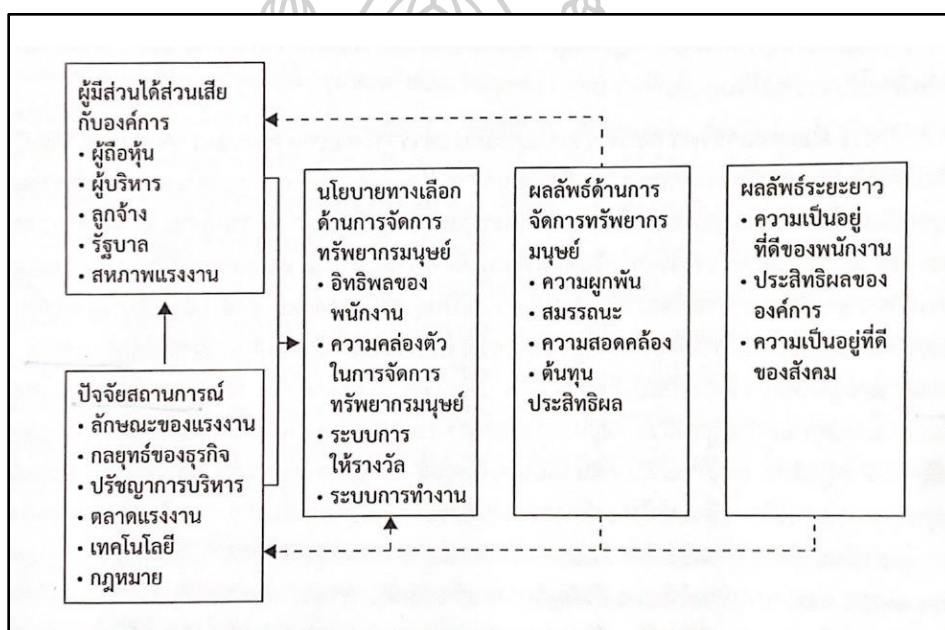 ผู้มีส่วนได้ส่วนเสีย
กับองค์การ
• ผู้ถือหุ้น
• ผู้บริหาร
• ลูกจ้าง
• รัฐบาล
• สหภาพแรงงาน
ปัจจัยสถานการณ์
• ลักษณะของแรงงาน
• กลยุทธ์ของธุรกิจ
• ปรัชญาการบริหาร
• ตลาดแรงงาน
• เทคโนโลยี
• กฎหมาย
นโยบายทางเลือก
ด้านการจัดการ
ทรัพยากรมนุษย์
• อิทธิพลของ
พนักงาน
• ความคล่องตัว
ในการจัดการ
ทรัพยากรมนุษย์
• ระบบการ
ให้รางวัล
• ระบบการทำงาน
ผลลัพธ์ด้านการ
จัดการทรัพยากร
มนุษย์
• ความผูกพัน
• สมรรถนะ
• ความสอดคล้อง
• ต้นทุน
ประสิทธิผล
ผลลัพธ์ระยะยาว
• ความเป็นอยู่
ที่ดีของพนักงาน
• ประสิทธิผลของ
องค์การ
• ความเป็นอยู่ที่ดี
ของสังคม